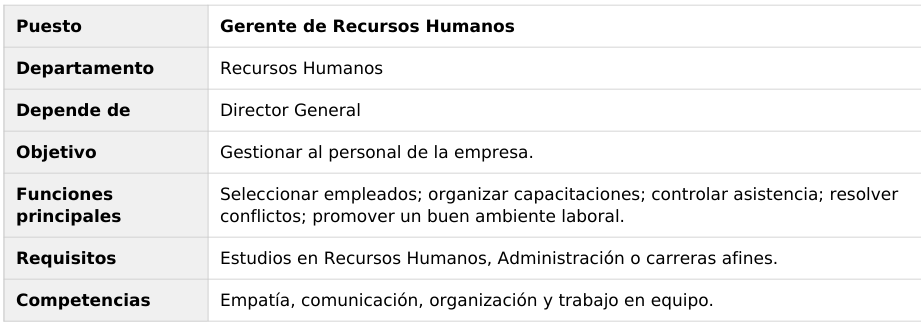 Puesto Gerente de Recursos Humanos
Departamento Recursos Humanos
Depende de Director General
Objetivo Gestionar al personal de la empresa.
Funciones principales Seleccionar empleados; organizar capacitaciones; controlar asistencia; resolver
conflictos; promover un buen ambiente laboral.
Requisitos Estudios en Recursos Humanos, Administración o carreras afines.
Competencias Empatía, comunicación, organización y trabajo en equipo.